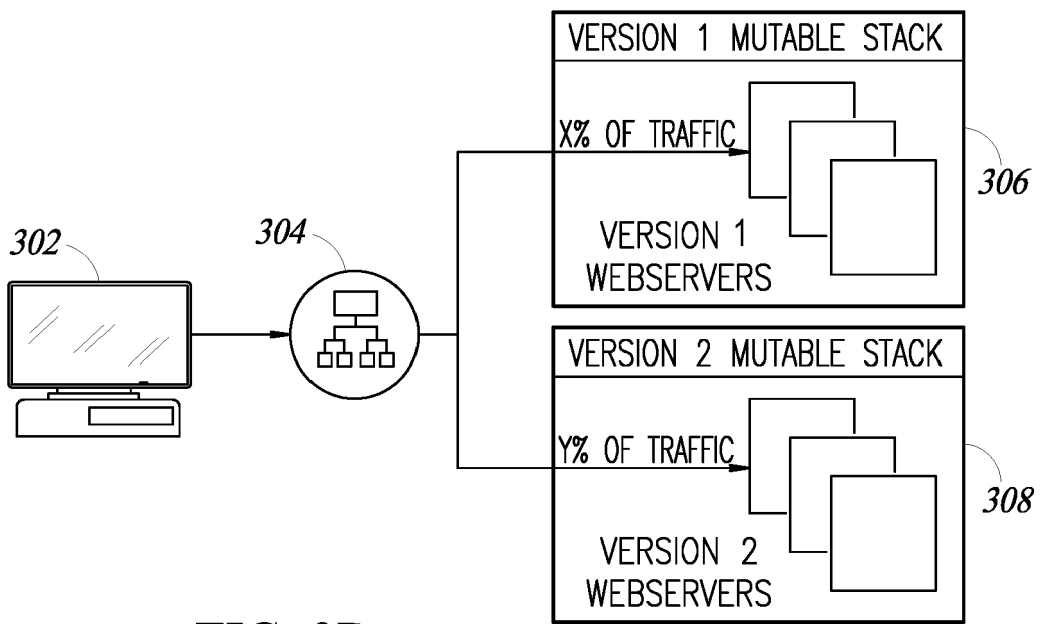 VERSION 1 MUTABLE STACK
X% OF TRAFFIC
306
VERSION 1
WEBSERVERS
302
304
VERSION 2 MUTABLE STACK
Y% OF TRAFFIC
308
VERSION 2
WEBSERVERS